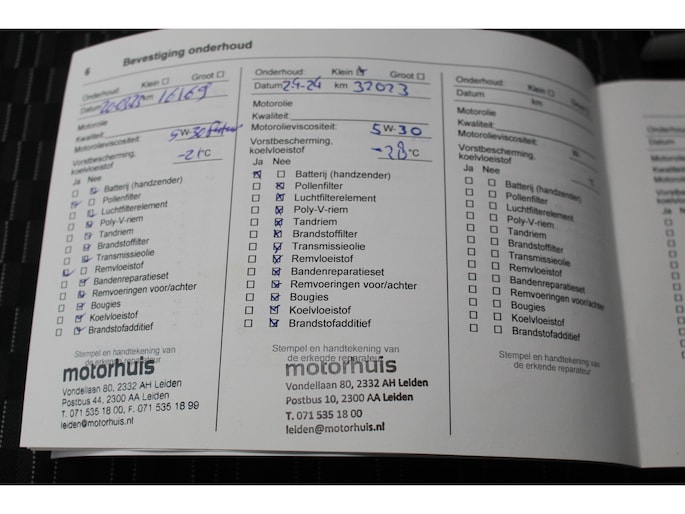 6 Bevestiging onderhoud
Onderhoud: Klein Groot
Datum km 16169
Motorolie
Kwaliteit:
Motorolieviscositeit: 5 W-30
Vorstbescherming, koelvloeistof -21 °C
Ja Nee
Batterij (handzender)
Pollenfilter
Luchtfilterelement
Poly-V-riem
Tandriem
Brandstoffilter
Transmissieolie
Remvloeistof
Bandenreparatieset
Remvoeringen voor/achter
Bougies
Koelvloeistof
Brandstofadditief
Stempel en handtekening van
de erkende reparateur
motorhuis
Vondellaan 80, 2332 AH Leiden
Postbus 44, 2300 AA Leiden
T. 071 535 18 00, F. 071 535 18 99
leiden@motorhuis.nl
Onderhoud: Klein Groot
Datum 2-4-24 km 32023
Motorolie
Kwaliteit:
Motorolieviscositeit: 5 W-30
Vorstbescherming,
koelvloeistof °C
Ja Nee
Batterij (handzender)
Pollenfilter
Luchtfilterelement
Poly-V-riem
Tandriem
Brandstoffilter
Transmissieolie
Remvloeistof
Bandenreparatieset
Remvoeringen voor/achter
Bougies
Koelvloeistof
Brandstofadditief
Stempel en handtekening van
de erkende reparateur
motorhuis
Vondellaan 80, 2332 AH Leiden
Postbus 10, 2300 AA Leiden
T. 071 535 18 00
leiden@motorhuis.nl
Onderhoud: Klein Groot
Datum km
Motorolie
Kwaliteit:
Motorolieviscositeit: W-
Vorstbescherming,
koelvloeistof °C
Ja Nee
Batterij (handzender)
Pollenfilter
Luchtfilterelement
Poly-V-riem
Tandriem
Brandstoffilter
Transmissieolie
Remvloeistof
Bandenreparatieset
Remvoeringen voor/achter
Bougies
Koelvloeistof
Brandstofadditief
Stempel en handtekening van
de erkende reparateur